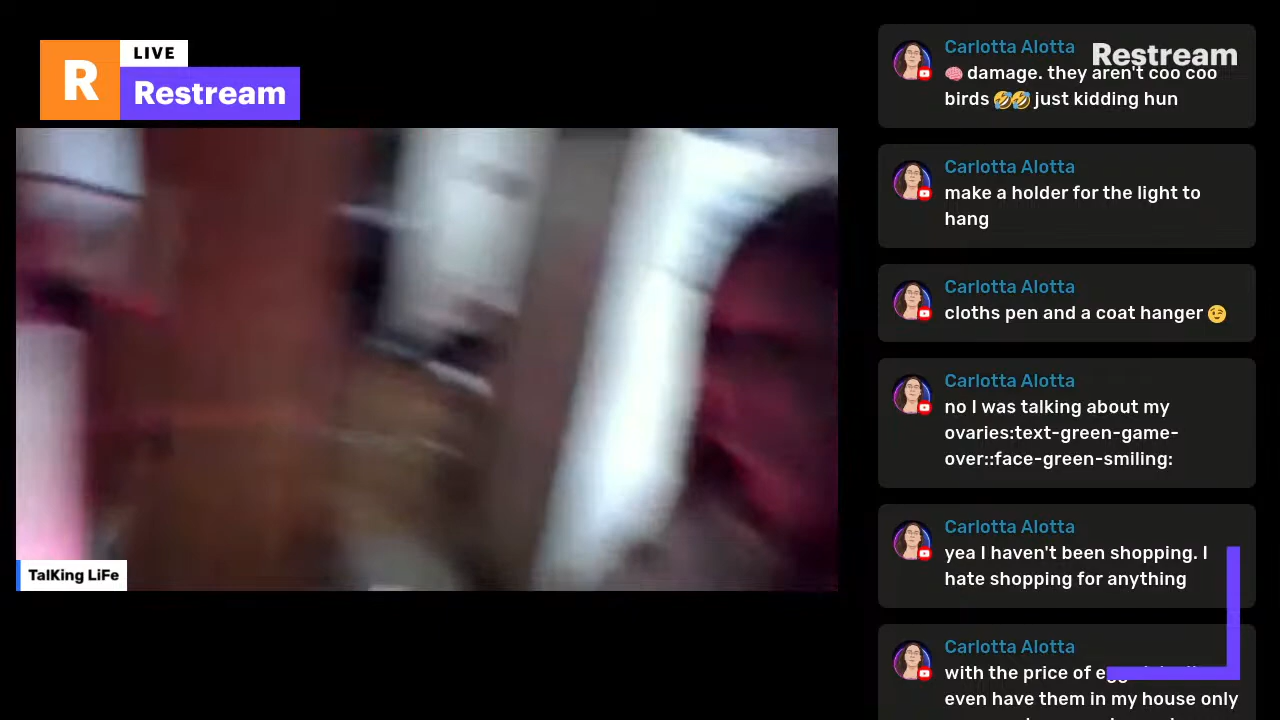 R
LIVE
Restream
TalKing LiFe
Restream
Carlotta Alotta
🧠 damage. they aren't coo coo
birds 🤣🤣 just kidding hun
Carlotta Alotta
make a holder for the light to
hang
Carlotta Alotta
cloths pen and a coat hanger 😉
Carlotta Alotta
no I was talking about my
ovaries:text-green-game-
over::face-green-smiling:
Carlotta Alotta
yea I haven't been shopping. I
hate shopping for anything
Carlotta Alotta
with the price of
even have them in my house only